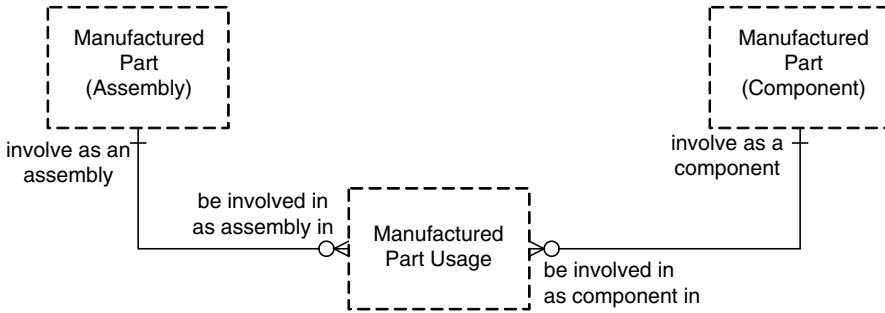 Manufactured
Part
(Assembly)
Manufactured
Part
(Component)
involve as an
assembly
involve as a
component
be involved in
as assembly in
Manufactured
Part Usage
be involved in
as component in